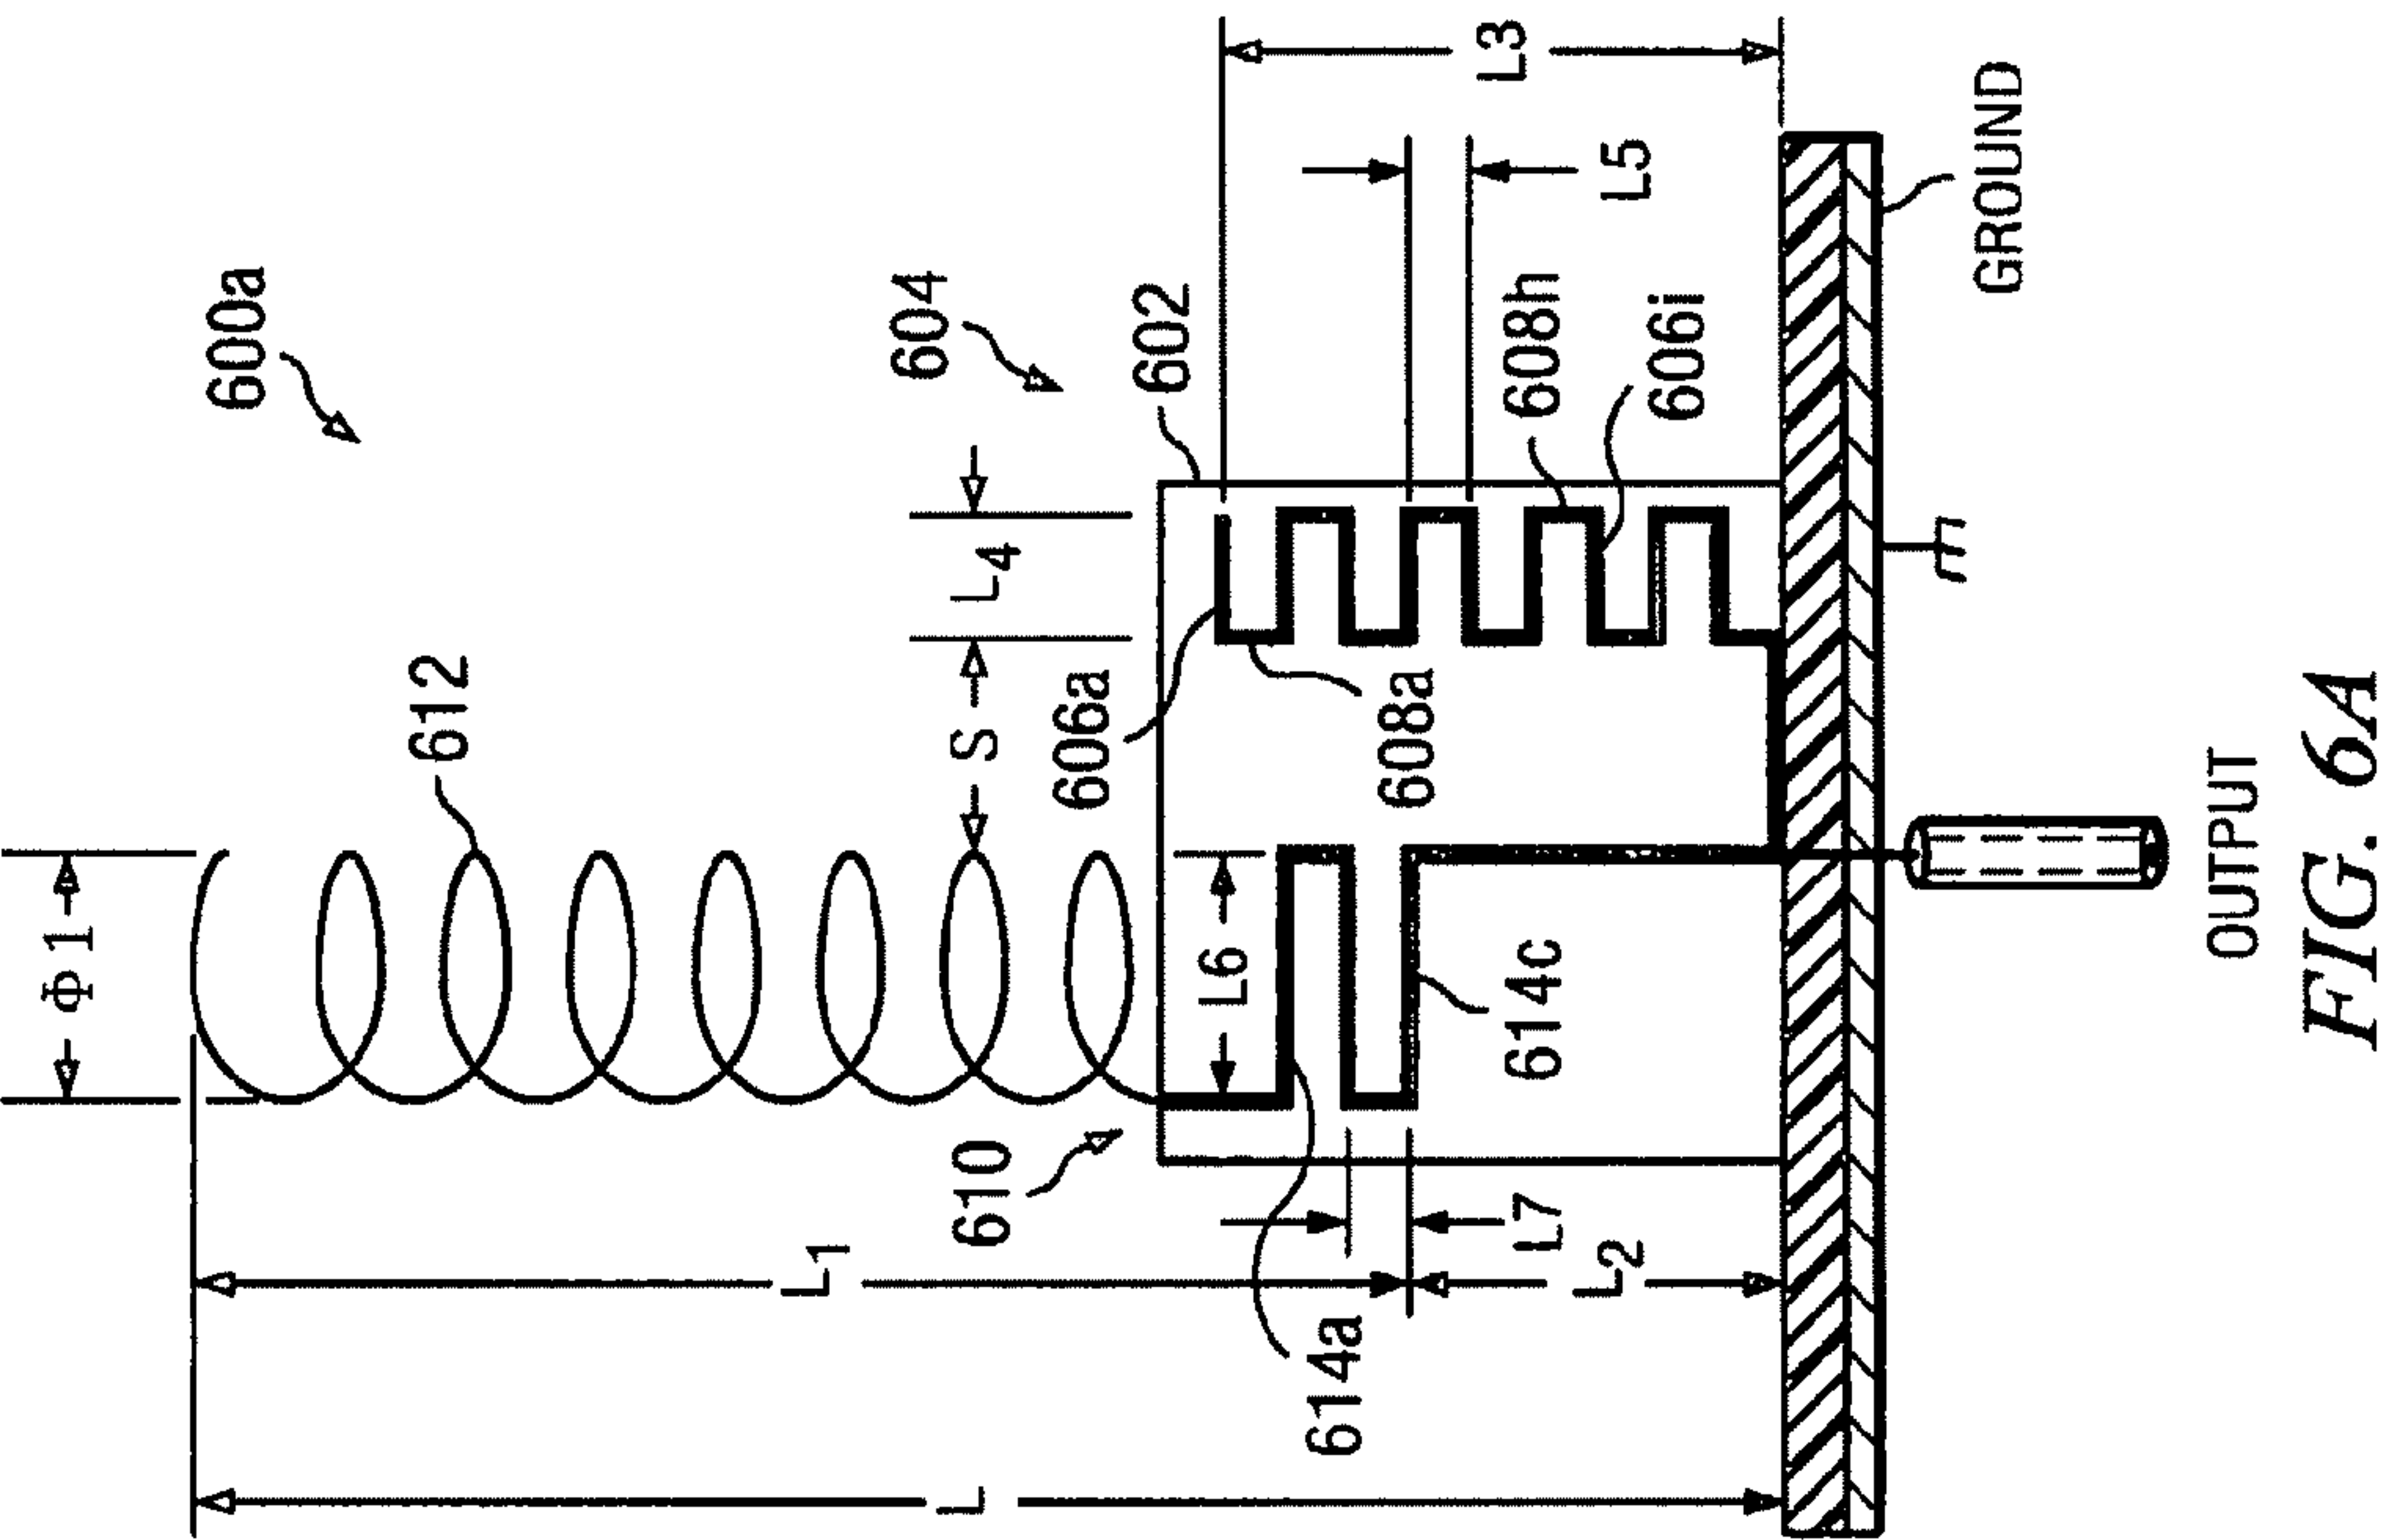 600a
Φ1
612
604
602
L4
S
606a
608a
L3
L5
608h
606i
610
L6
614c
614a
L7
L1
L2
L
GROUND
OUTPUT
FIG. 6A